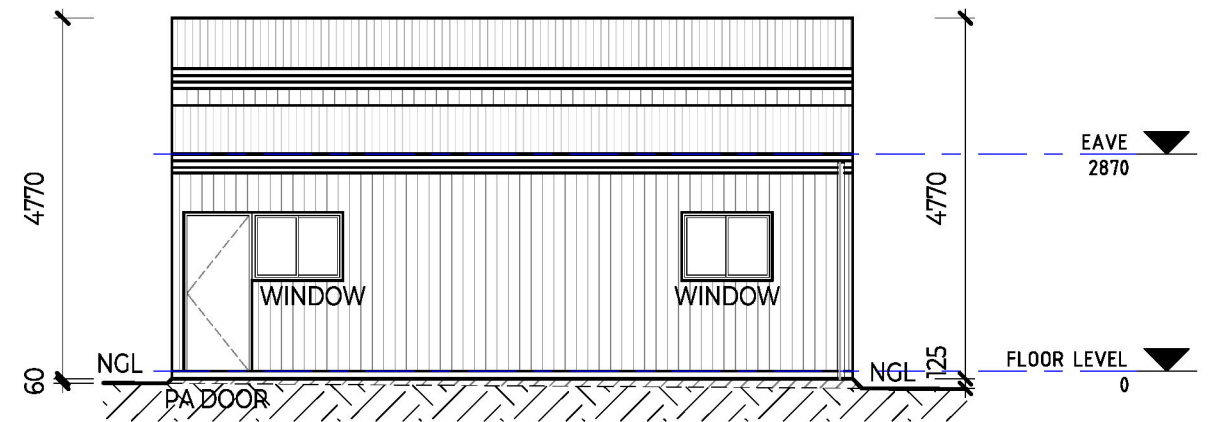 EAVE
2870
4770
4770
WINDOW
WINDOW
NGL
60
PA DOOR
NGL
125
FLOOR LEVEL
0